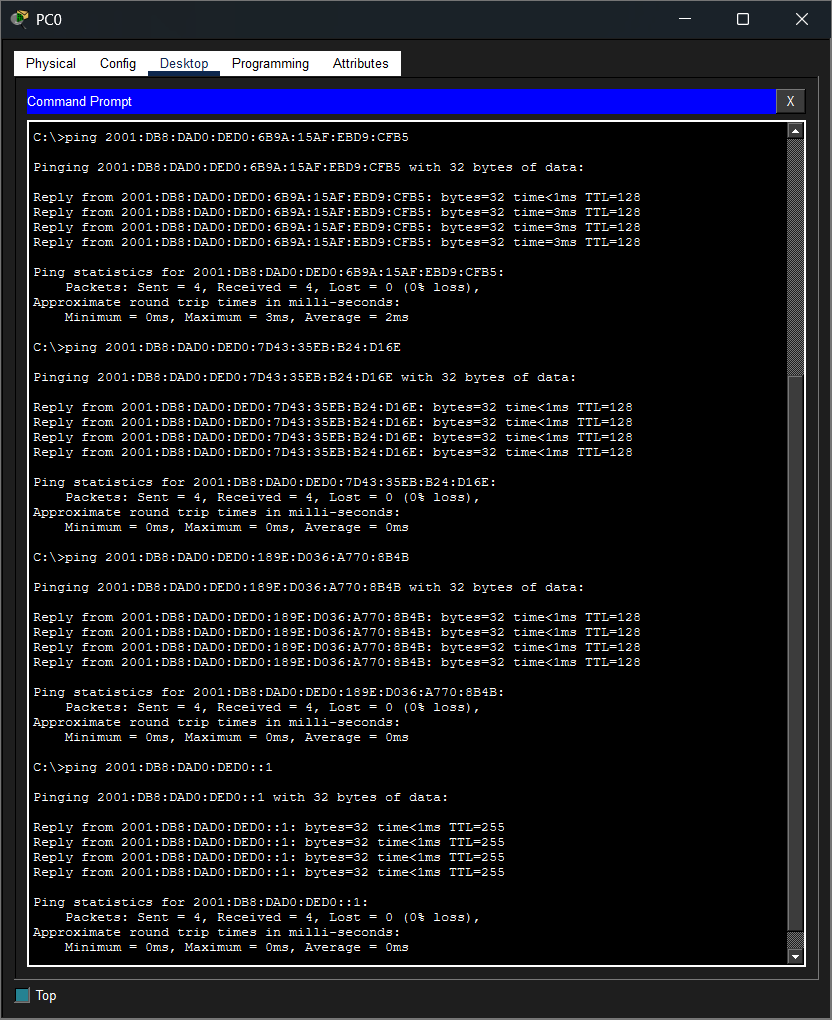 PC0
Physical Config Desktop Programming Attributes
Command Prompt X
C:\>ping 2001:DB8:DAD0:DED0:6B9A:15AF:EBD9:CFB5
Pinging 2001:DB8:DAD0:DED0:6B9A:15AF:EBD9:CFB5 with 32 bytes of data:
Reply from 2001:DB8:DAD0:DED0:6B9A:15AF:EBD9:CFB5: bytes=32 time<1ms TTL=128
Reply from 2001:DB8:DAD0:DED0:6B9A:15AF:EBD9:CFB5: bytes=32 time=3ms TTL=128
Reply from 2001:DB8:DAD0:DED0:6B9A:15AF:EBD9:CFB5: bytes=32 time=3ms TTL=128
Reply from 2001:DB8:DAD0:DED0:6B9A:15AF:EBD9:CFB5: bytes=32 time=3ms TTL=128
Ping statistics for 2001:DB8:DAD0:DED0:6B9A:15AF:EBD9:CFB5:
Packets: Sent = 4, Received = 4, Lost = 0 (0% loss),
Approximate round trip times in milli-seconds:
Minimum = 0ms, Maximum = 3ms, Average = 2ms
C:\>ping 2001:DB8:DAD0:DED0:7D43:35EB:B24:D16E
Pinging 2001:DB8:DAD0:DED0:7D43:35EB:B24:D16E with 32 bytes of data:
Reply from 2001:DB8:DAD0:DED0:7D43:35EB:B24:D16E: bytes=32 time<1ms TTL=128
Reply from 2001:DB8:DAD0:DED0:7D43:35EB:B24:D16E: bytes=32 time<1ms TTL=128
Reply from 2001:DB8:DAD0:DED0:7D43:35EB:B24:D16E: bytes=32 time<1ms TTL=128
Reply from 2001:DB8:DAD0:DED0:7D43:35EB:B24:D16E: bytes=32 time<1ms TTL=128
Ping statistics for 2001:DB8:DAD0:DED0:7D43:35EB:B24:D16E:
Packets: Sent = 4, Received = 4, Lost = 0 (0% loss),
Approximate round trip times in milli-seconds:
Minimum = 0ms, Maximum = 0ms, Average = 0ms
C:\>ping 2001:DB8:DAD0:DED0:189E:D036:A770:8B4B
Pinging 2001:DB8:DAD0:DED0:189E:D036:A770:8B4B with 32 bytes of data:
Reply from 2001:DB8:DAD0:DED0:189E:D036:A770:8B4B: bytes=32 time<1ms TTL=128
Reply from 2001:DB8:DAD0:DED0:189E:D036:A770:8B4B: bytes=32 time<1ms TTL=128
Reply from 2001:DB8:DAD0:DED0:189E:D036:A770:8B4B: bytes=32 time<1ms TTL=128
Reply from 2001:DB8:DAD0:DED0:189E:D036:A770:8B4B: bytes=32 time<1ms TTL=128
Ping statistics for 2001:DB8:DAD0:DED0:189E:D036:A770:8B4B:
Packets: Sent = 4, Received = 4, Lost = 0 (0% loss),
Approximate round trip times in milli-seconds:
Minimum = 0ms, Maximum = 0ms, Average = 0ms
C:\>ping 2001:DB8:DAD0:DED0::1
Pinging 2001:DB8:DAD0:DED0::1 with 32 bytes of data:
Reply from 2001:DB8:DAD0:DED0::1: bytes=32 time<1ms TTL=255
Reply from 2001:DB8:DAD0:DED0::1: bytes=32 time<1ms TTL=255
Reply from 2001:DB8:DAD0:DED0::1: bytes=32 time<1ms TTL=255
Reply from 2001:DB8:DAD0:DED0::1: bytes=32 time<1ms TTL=255
Ping statistics for 2001:DB8:DAD0:DED0::1:
Packets: Sent = 4, Received = 4, Lost = 0 (0% loss),
Approximate round trip times in milli-seconds:
Minimum = 0ms, Maximum = 0ms, Average = 0ms
Top